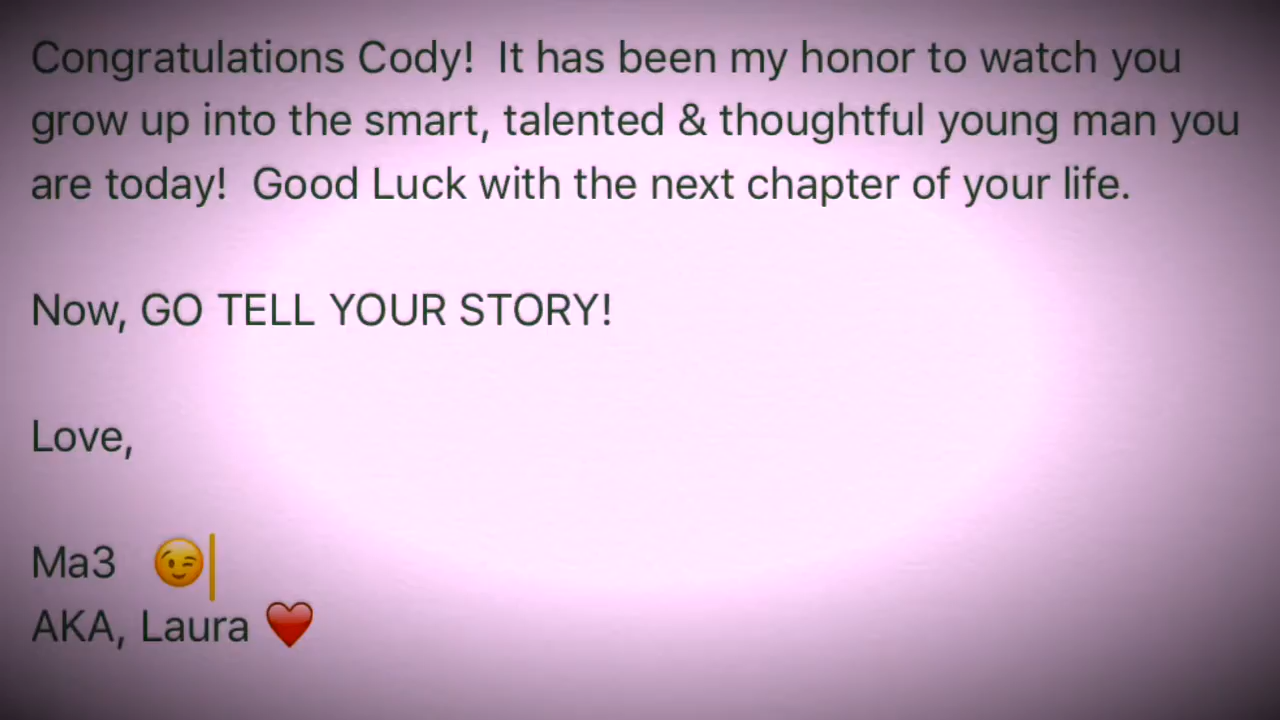 Congratulations Cody!  It has been my honor to watch you
grow up into the smart, talented & thoughtful young man you
are today!  Good Luck with the next chapter of your life.
Now, GO TELL YOUR STORY!
Love,
Ma3 😉
AKA, Laura ❤️